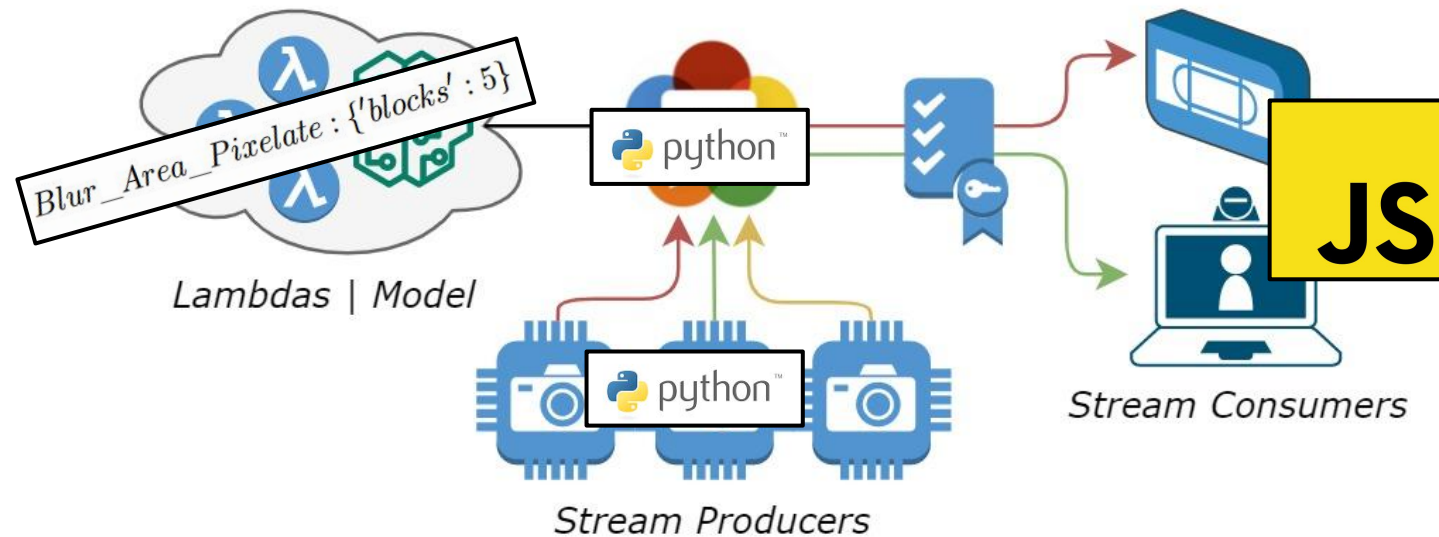 Blur_Area_Pixelate : {'blocks' : 5}
python™
JS
Lambdas | Model
python™
Stream Consumers
Stream Producers